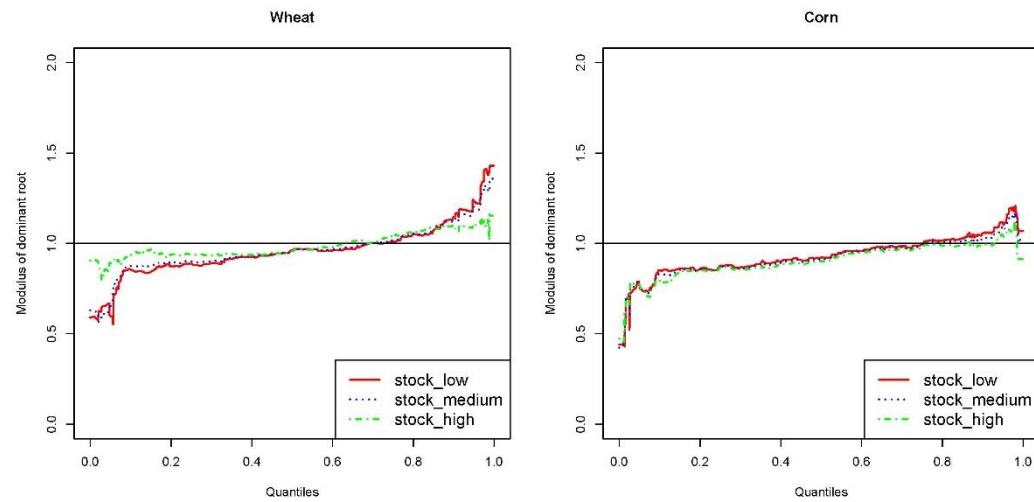 Wheat
Modulus of dominant root
2.0
1.5
1.0
0.5
0.0
0.0
0.2
0.4
0.6
0.8
1.0
Quantiles
stock_low
stock_medium
stock_high
Corn
Modulus of dominant root
2.0
1.5
1.0
0.5
0.0
0.0
0.2
0.4
0.6
0.8
1.0
Quantiles
stock_low
stock_medium
stock_high